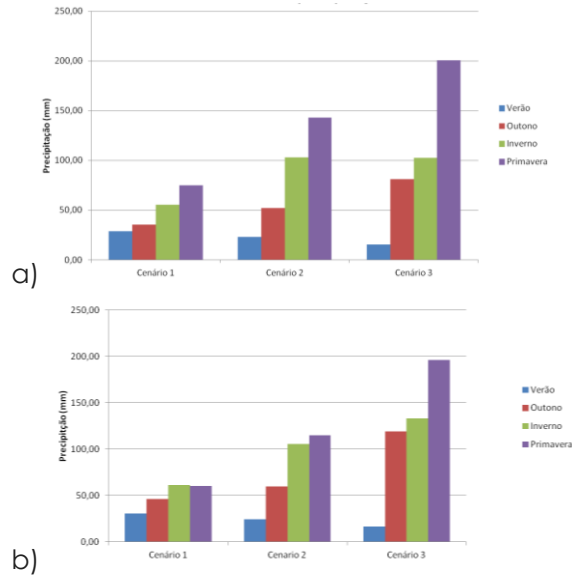 250,00
200,00
150,00
100,00
50,00
0,00
Precipitação (mm)
Cenário 1
Cenário 2
Cenário 3
Verão
Outono
Inverno
Primavera
a)
250,00
200,00
150,00
100,00
50,00
0,00
Precipitção (mm)
Cenário 1
Cenario 2
Cenário 3
Verão
Outono
Inverno
Primavera
b)